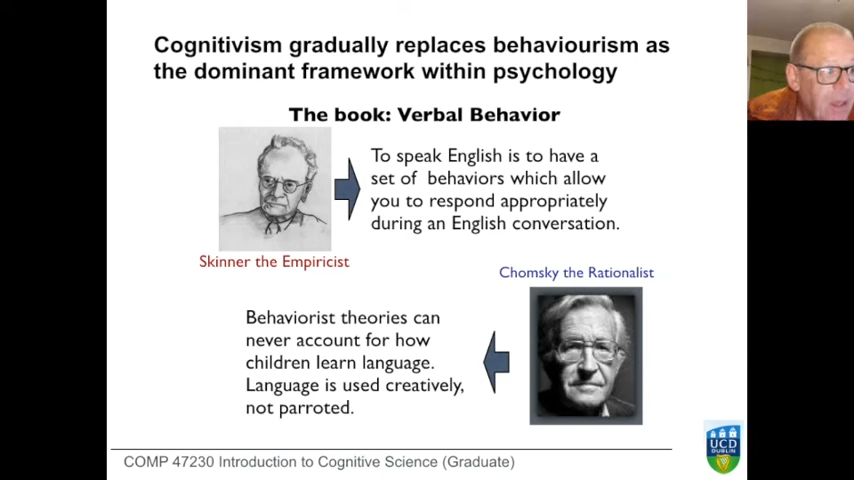 Cognitivism gradually replaces behaviourism as
the dominant framework within psychology
The book: Verbal Behavior
To speak English is to have a
set of behaviors which allow
you to respond appropriately
during an English conversation.
Skinner the Empiricist
Chomsky the Rationalist
Behaviorist theories can
never account for how
children learn language.
Language is used creatively,
not parroted.
COMP 47230 Introduction to Cognitive Science (Graduate)
UCD
DUBLIN